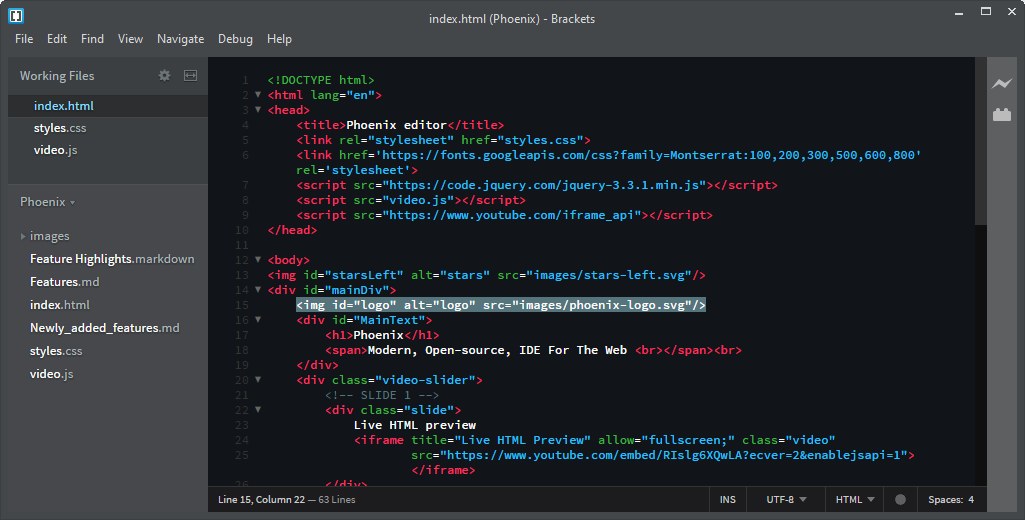 index.html (Phoenix) - Brackets
File Edit Find View Navigate Debug Help
Working Files
index.html
styles.css
video.js
Phoenix
images
Feature Highlights.markdown
Features.md
index.html
Newly_added_features.md
styles.css
video.js
1 <!DOCTYPE html>
2 <html lang="en">
3 <head>
4 <title>Phoenix editor</title>
5 <link rel="stylesheet" href="styles.css">
6 <link href='https://fonts.googleapis.com/css?family=Montserrat:100,200,300,500,600,800'
rel='stylesheet'>
7 <script src="https://code.jquery.com/jquery-3.3.1.min.js"></script>
8 <script src="video.js"></script>
9 <script src="https://www.youtube.com/iframe_api"></script>
10 </head>
11
12 <body>
13 <img id="starsLeft" alt="stars" src="images/stars-left.svg"/>
14 <div id="mainDiv">
15 <img id="logo" alt="logo" src="images/phoenix-logo.svg"/>
16 <div id="MainText">
17 <h1>Phoenix</h1>
18 <span>Modern, Open-source, IDE For The Web <br></span><br>
19 </div>
20 <div class="video-slider">
21 <!-- SLIDE 1 -->
22 <div class="slide">
23 Live HTML preview
24 <iframe title="Live HTML Preview" allow="fullscreen;" class="video"
25 src="https://www.youtube.com/embed/RIslg6XQwLA?ecver=2&enablejsapi=1">
</iframe>
26 </div>
Line 15, Column 22 — 63 Lines
INS UTF-8 HTML Spaces: 4